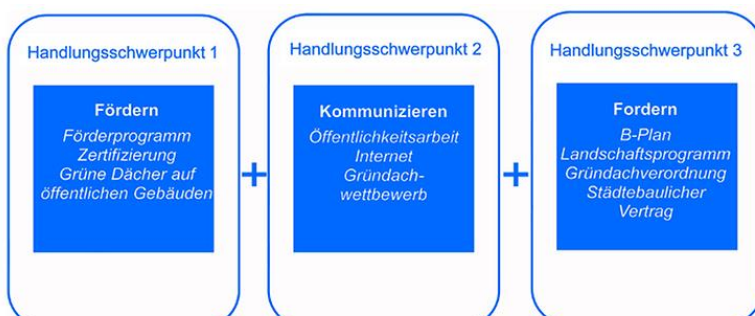 Handlungsschwerpunkt 1
Fördern
Förderprogramm
Zertifizierung
Grüne Dächer auf
öffentlichen Gebäuden
+
Handlungsschwerpunkt 2
Kommunizieren
Öffentlichkeitsarbeit
Internet
Gründach-
wettbewerb
+
Handlungsschwerpunkt 3
Fordern
B-Plan
Landschaftsprogramm
Gründachverordnung
Städtebaulicher
Vertrag